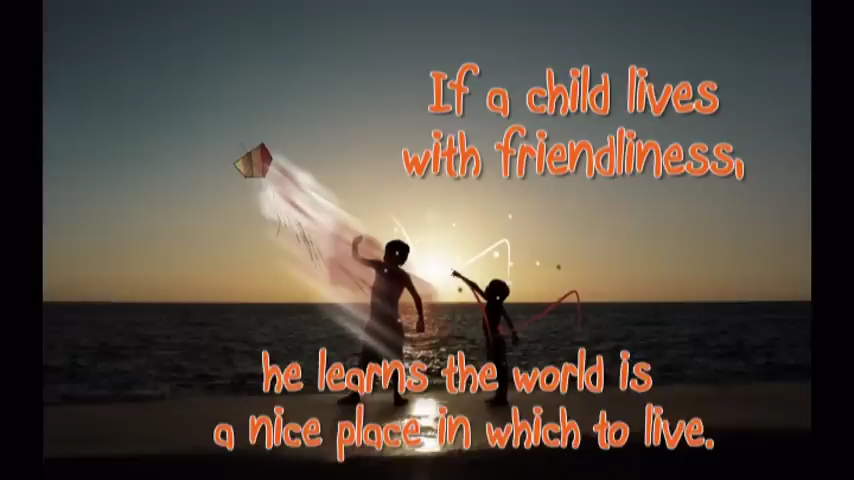 If a child lives
with friendliness,
he learns the world is
a nice place in which to live.